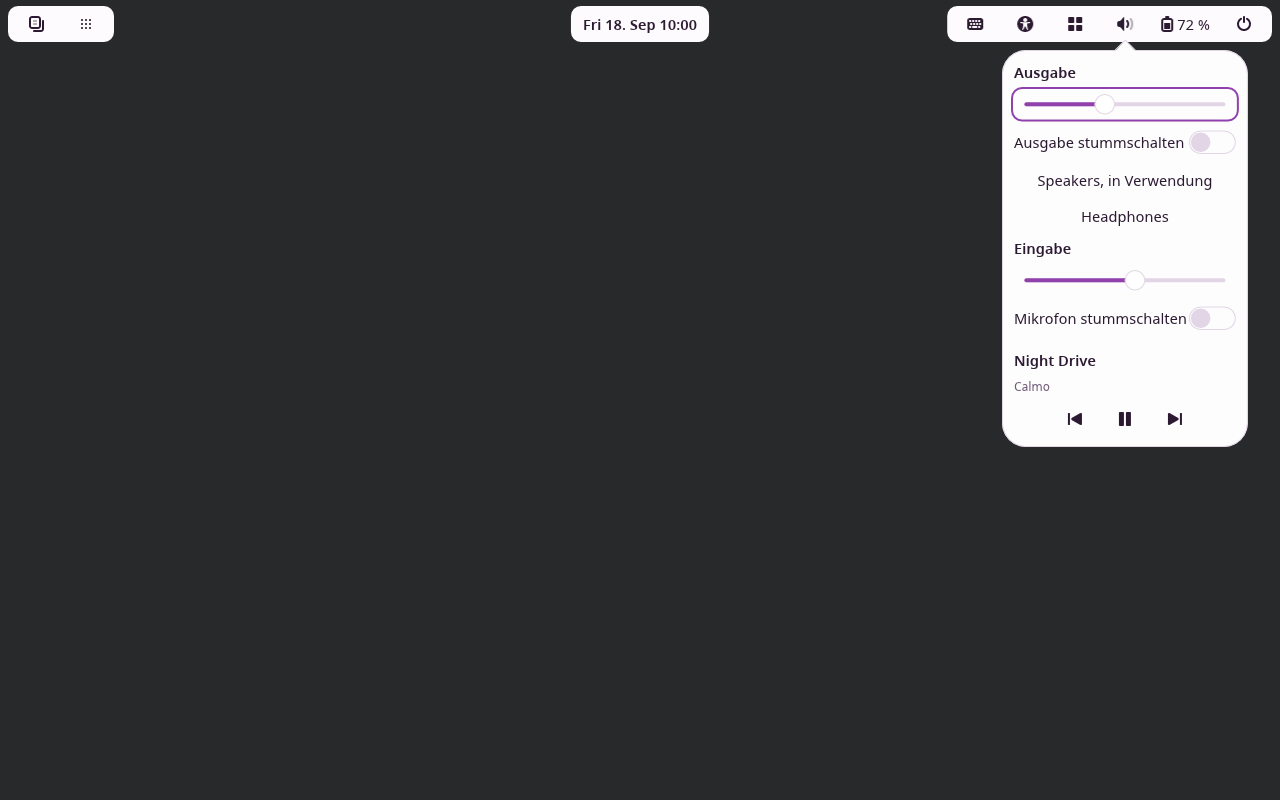 Fri 18. Sep 10:00
72 %
Ausgabe
Ausgabe stummschalten
Speakers, in Verwendung
Headphones
Eingabe
Mikrofon stummschalten
Night Drive
Calmo